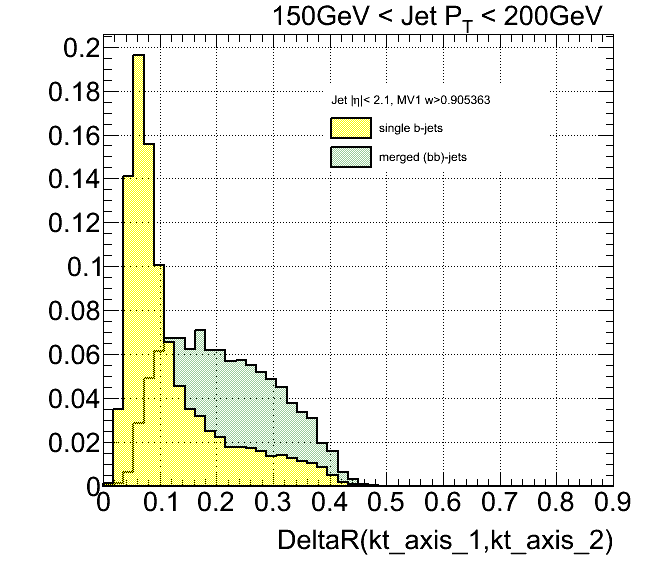 150GeV < Jet P_T < 200GeV
0.2
0.18
0.16
0.14
0.12
0.1
0.08
0.06
0.04
0.02
0
Jet |η|< 2.1, MV1 w>0.905363
single b-jets
merged (bb)-jets
0 0.1 0.2 0.3 0.4 0.5 0.6 0.7 0.8 0.9
DeltaR(kt_axis_1,kt_axis_2)